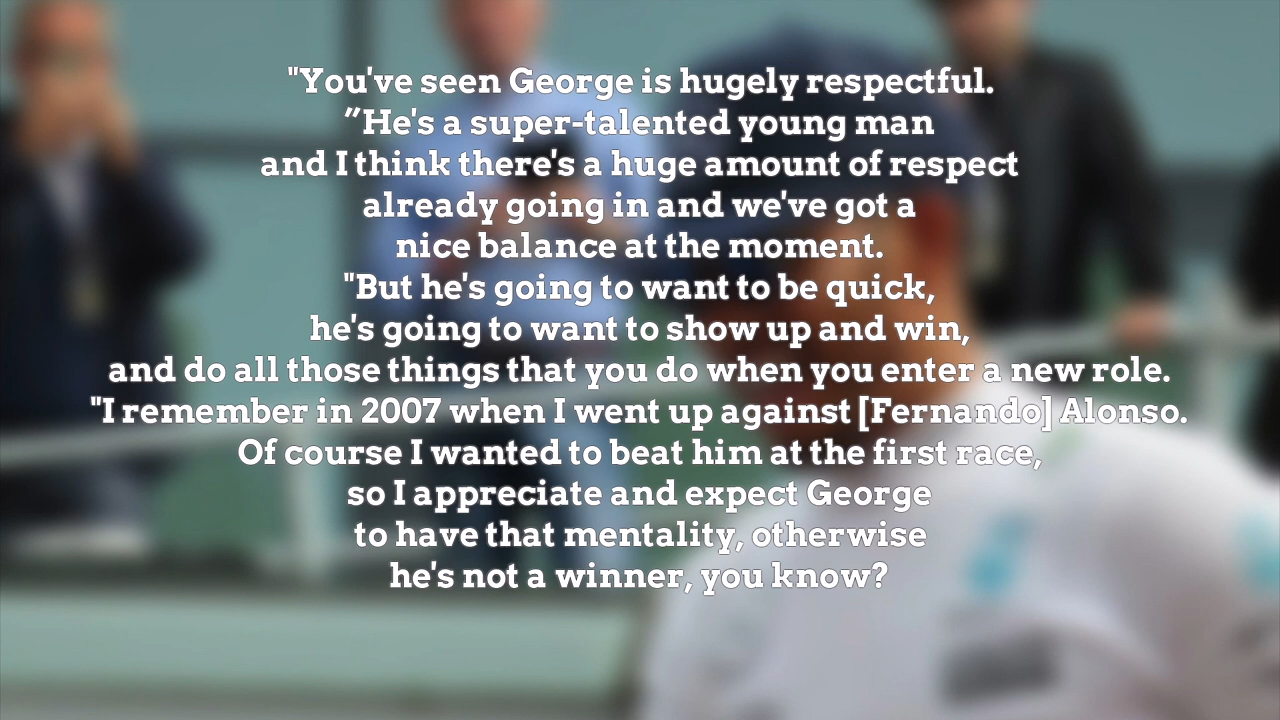 "You've seen George is hugely respectful.
”He's a super-talented young man
and I think there's a huge amount of respect
already going in and we've got a
nice balance at the moment.
"But he's going to want to be quick,
he's going to want to show up and win,
and do all those things that you do when you enter a new role.
"I remember in 2007 when I went up against [Fernando] Alonso.
Of course I wanted to beat him at the first race,
so I appreciate and expect George
to have that mentality, otherwise
he's not a winner, you know?